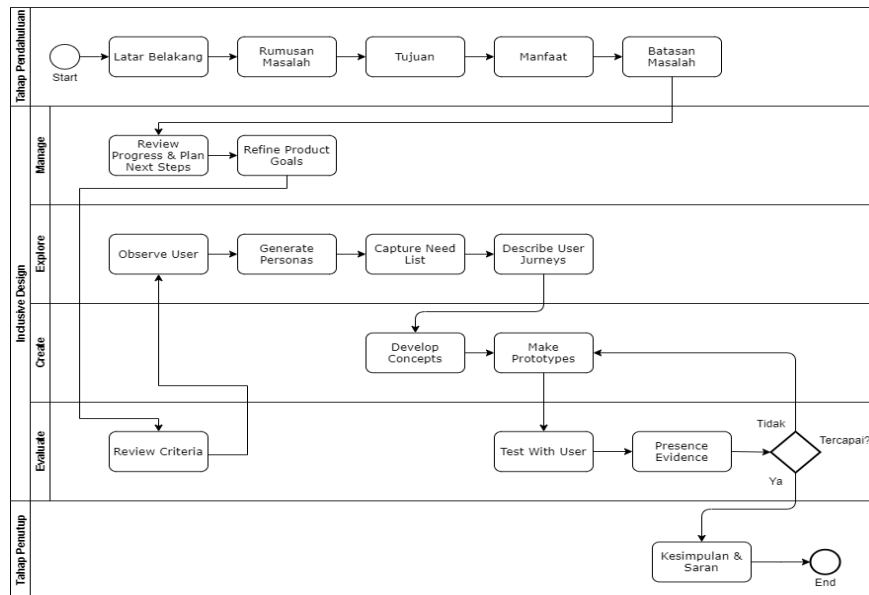 Tahap Pendahuluan
Start
Latar Belakang
Rumusan
Masalah
Tujuan
Manfaat
Batasan
Masalah
Inclusive Design
Manage
Review
Progress & Plan
Next Steps
Refine Product
Goals
Explore
Observe User
Generate
Personas
Capture Need
List
Describe User
Jurneys
Create
Develop
Concepts
Make
Prototypes
Evaluate
Review Criteria
Test With User
Presence
Evidence
Tidak
Tercapai?
Ya
Tahap Penutup
Kesimpulan &
Saran
End